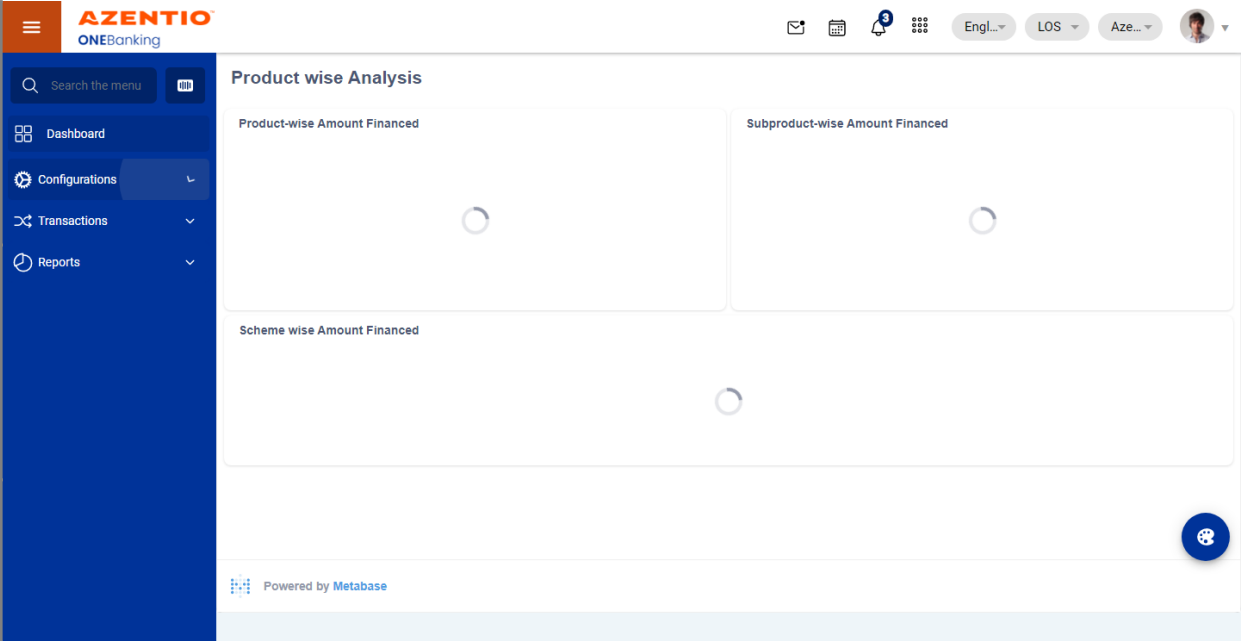 AZENTIO™
ONEBanking
3
Engl...
LOS
Aze...
Search the menu
Dashboard
Configurations
Transactions
Reports
Product wise Analysis
Product-wise Amount Financed
Subproduct-wise Amount Financed
Scheme wise Amount Financed
Powered by Metabase